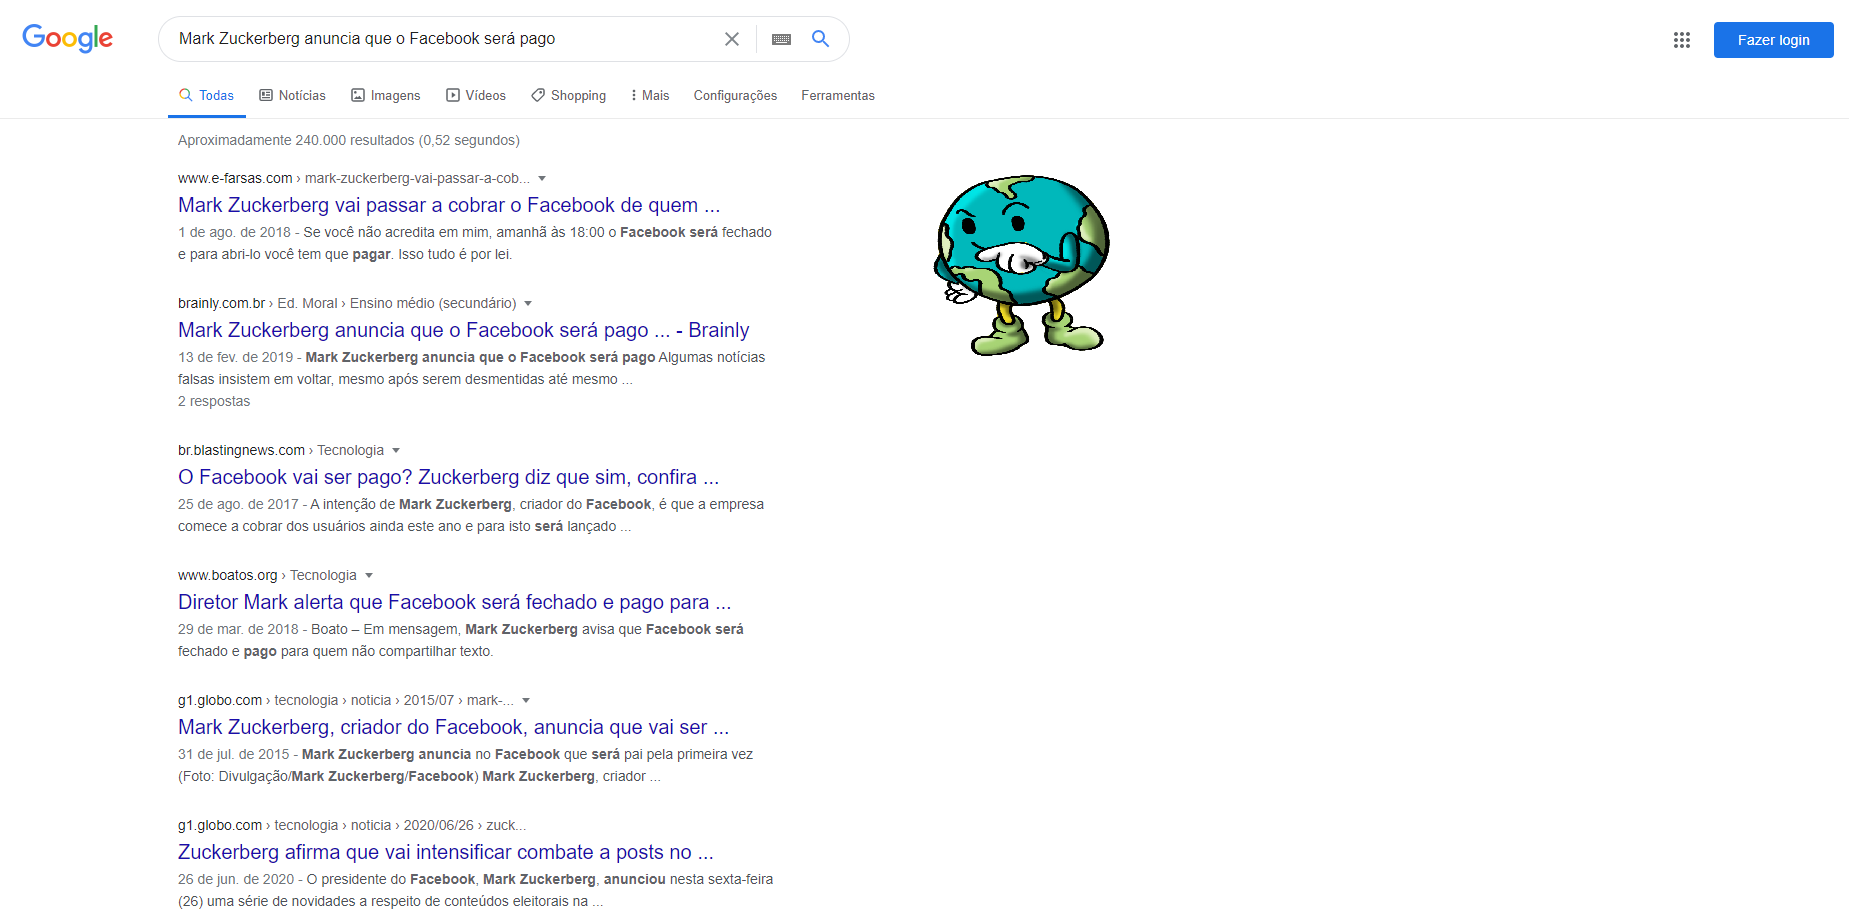 Google
Mark Zuckerberg anuncia que o Facebook será pago
Fazer login
Todas Notícias Imagens Vídeos Shopping Mais Configurações Ferramentas
Aproximadamente 240.000 resultados (0,52 segundos)
www.e-farsas.com › mark-zuckerberg-vai-passar-a-cob...
Mark Zuckerberg vai passar a cobrar o Facebook de quem ...
1 de ago. de 2018 - Se você não acredita em mim, amanhã às 18:00 o Facebook será fechado
e para abri-lo você tem que pagar. Isso tudo é por lei.
brainly.com.br › Ed. Moral › Ensino médio (secundário)
Mark Zuckerberg anuncia que o Facebook será pago ... - Brainly
13 de fev. de 2019 - Mark Zuckerberg anuncia que o Facebook será pago Algumas notícias
falsas insistem em voltar, mesmo após serem desmentidas até mesmo ...
2 respostas
br.blastingnews.com › Tecnologia
O Facebook vai ser pago? Zuckerberg diz que sim, confira ...
25 de ago. de 2017 - A intenção de Mark Zuckerberg, criador do Facebook, é que a empresa
comece a cobrar dos usuários ainda este ano e para isto será lançado ...
www.boatos.org › Tecnologia
Diretor Mark alerta que Facebook será fechado e pago para ...
29 de mar. de 2018 - Boato – Em mensagem, Mark Zuckerberg avisa que Facebook será
fechado e pago para quem não compartilhar texto.
g1.globo.com › tecnologia › noticia › 2015/07 › mark-...
Mark Zuckerberg, criador do Facebook, anuncia que vai ser ...
31 de jul. de 2015 - Mark Zuckerberg anuncia no Facebook que será pai pela primeira vez
(Foto: Divulgação/Mark Zuckerberg/Facebook) Mark Zuckerberg, criador ...
g1.globo.com › tecnologia › noticia › 2020/06/26 › zuck...
Zuckerberg afirma que vai intensificar combate a posts no ...
26 de jun. de 2020 - O presidente do Facebook, Mark Zuckerberg, anunciou nesta sexta-feira
(26) uma série de novidades a respeito de conteúdos eleitorais na ...